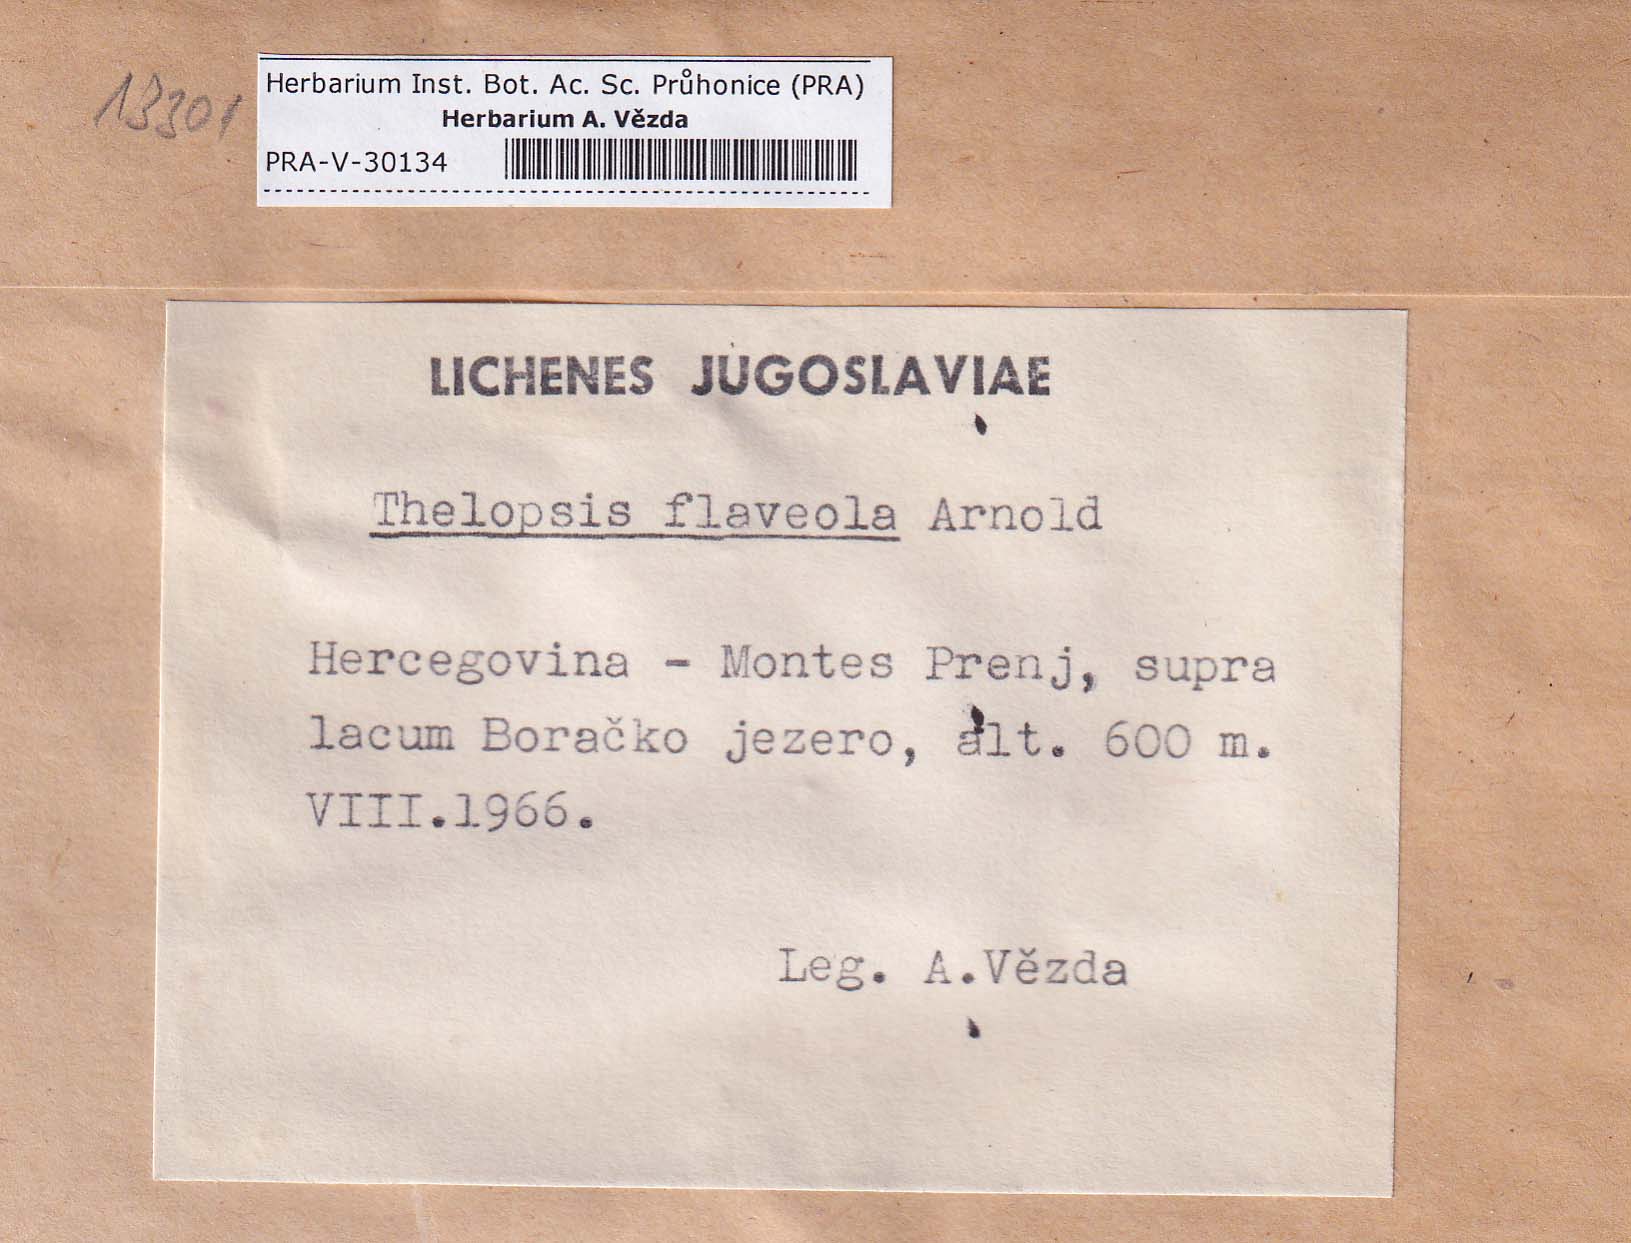 13301
Herbarium Inst. Bot. Ac. Sc. Průhonice (PRA)
Herbarium A. Vězda
PRA-V-30134
LICHENES JUGOSLAVIAE
Thelopsis flaveola Arnold
Hercegovina - Montes Prenj, supra
lacum Boračko jezero, alt. 600 m.
VIII.1966.
Leg. A.Vězda